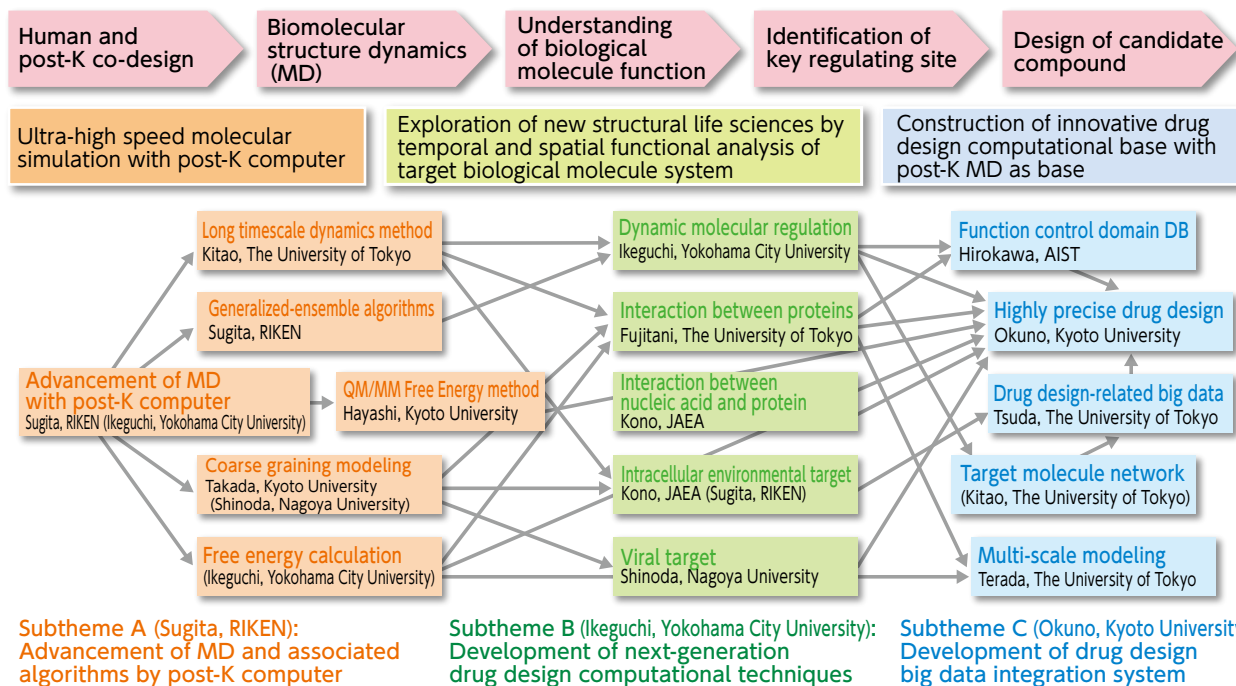 Human and
post-K co-design
Biomolecular
structure dynamics
(MD)
Understanding
of biological
molecule function
Identification of
key regulating site
Design of candidate
compound
Ultra-high speed molecular
simulation with post-K computer
Exploration of new structural life sciences by
temporal and spatial functional analysis of
target biological molecule system
Construction of innovative drug
design computational base with
post-K MD as base
Advancement of MD
with post-K computer
Sugita, RIKEN (Ikeguchi, Yokohama City University)
Long timescale dynamics method
Kitao, The University of Tokyo
Generalized-ensemble algorithms
Sugita, RIKEN
QM/MM Free Energy method
Hayashi, Kyoto University
Coarse graining modeling
Takada, Kyoto University
(Shinoda, Nagoya University)
Free energy calculation
(Ikeguchi, Yokohama City University)
Dynamic molecular regulation
Ikeguchi, Yokohama City University
Interaction between proteins
Fujitani, The University of Tokyo
Interaction between
nucleic acid and protein
Kono, JAEA
Intracellular environmental target
Kono, JAEA (Sugita, RIKEN)
Viral target
Shinoda, Nagoya University
Function control domain DB
Hirokawa, AIST
Highly precise drug design
Okuno, Kyoto University
Drug design-related big data
Tsuda, The University of Tokyo
Target molecule network
(Kitao, The University of Tokyo)
Multi-scale modeling
Terada, The University of Tokyo
Subtheme A (Sugita, RIKEN):
Advancement of MD and associated
algorithms by post-K computer
Subtheme B (Ikeguchi, Yokohama City University):
Development of next-generation
drug design computational techniques
Subtheme C (Okuno, Kyoto Universit
Development of drug design
big data integration system